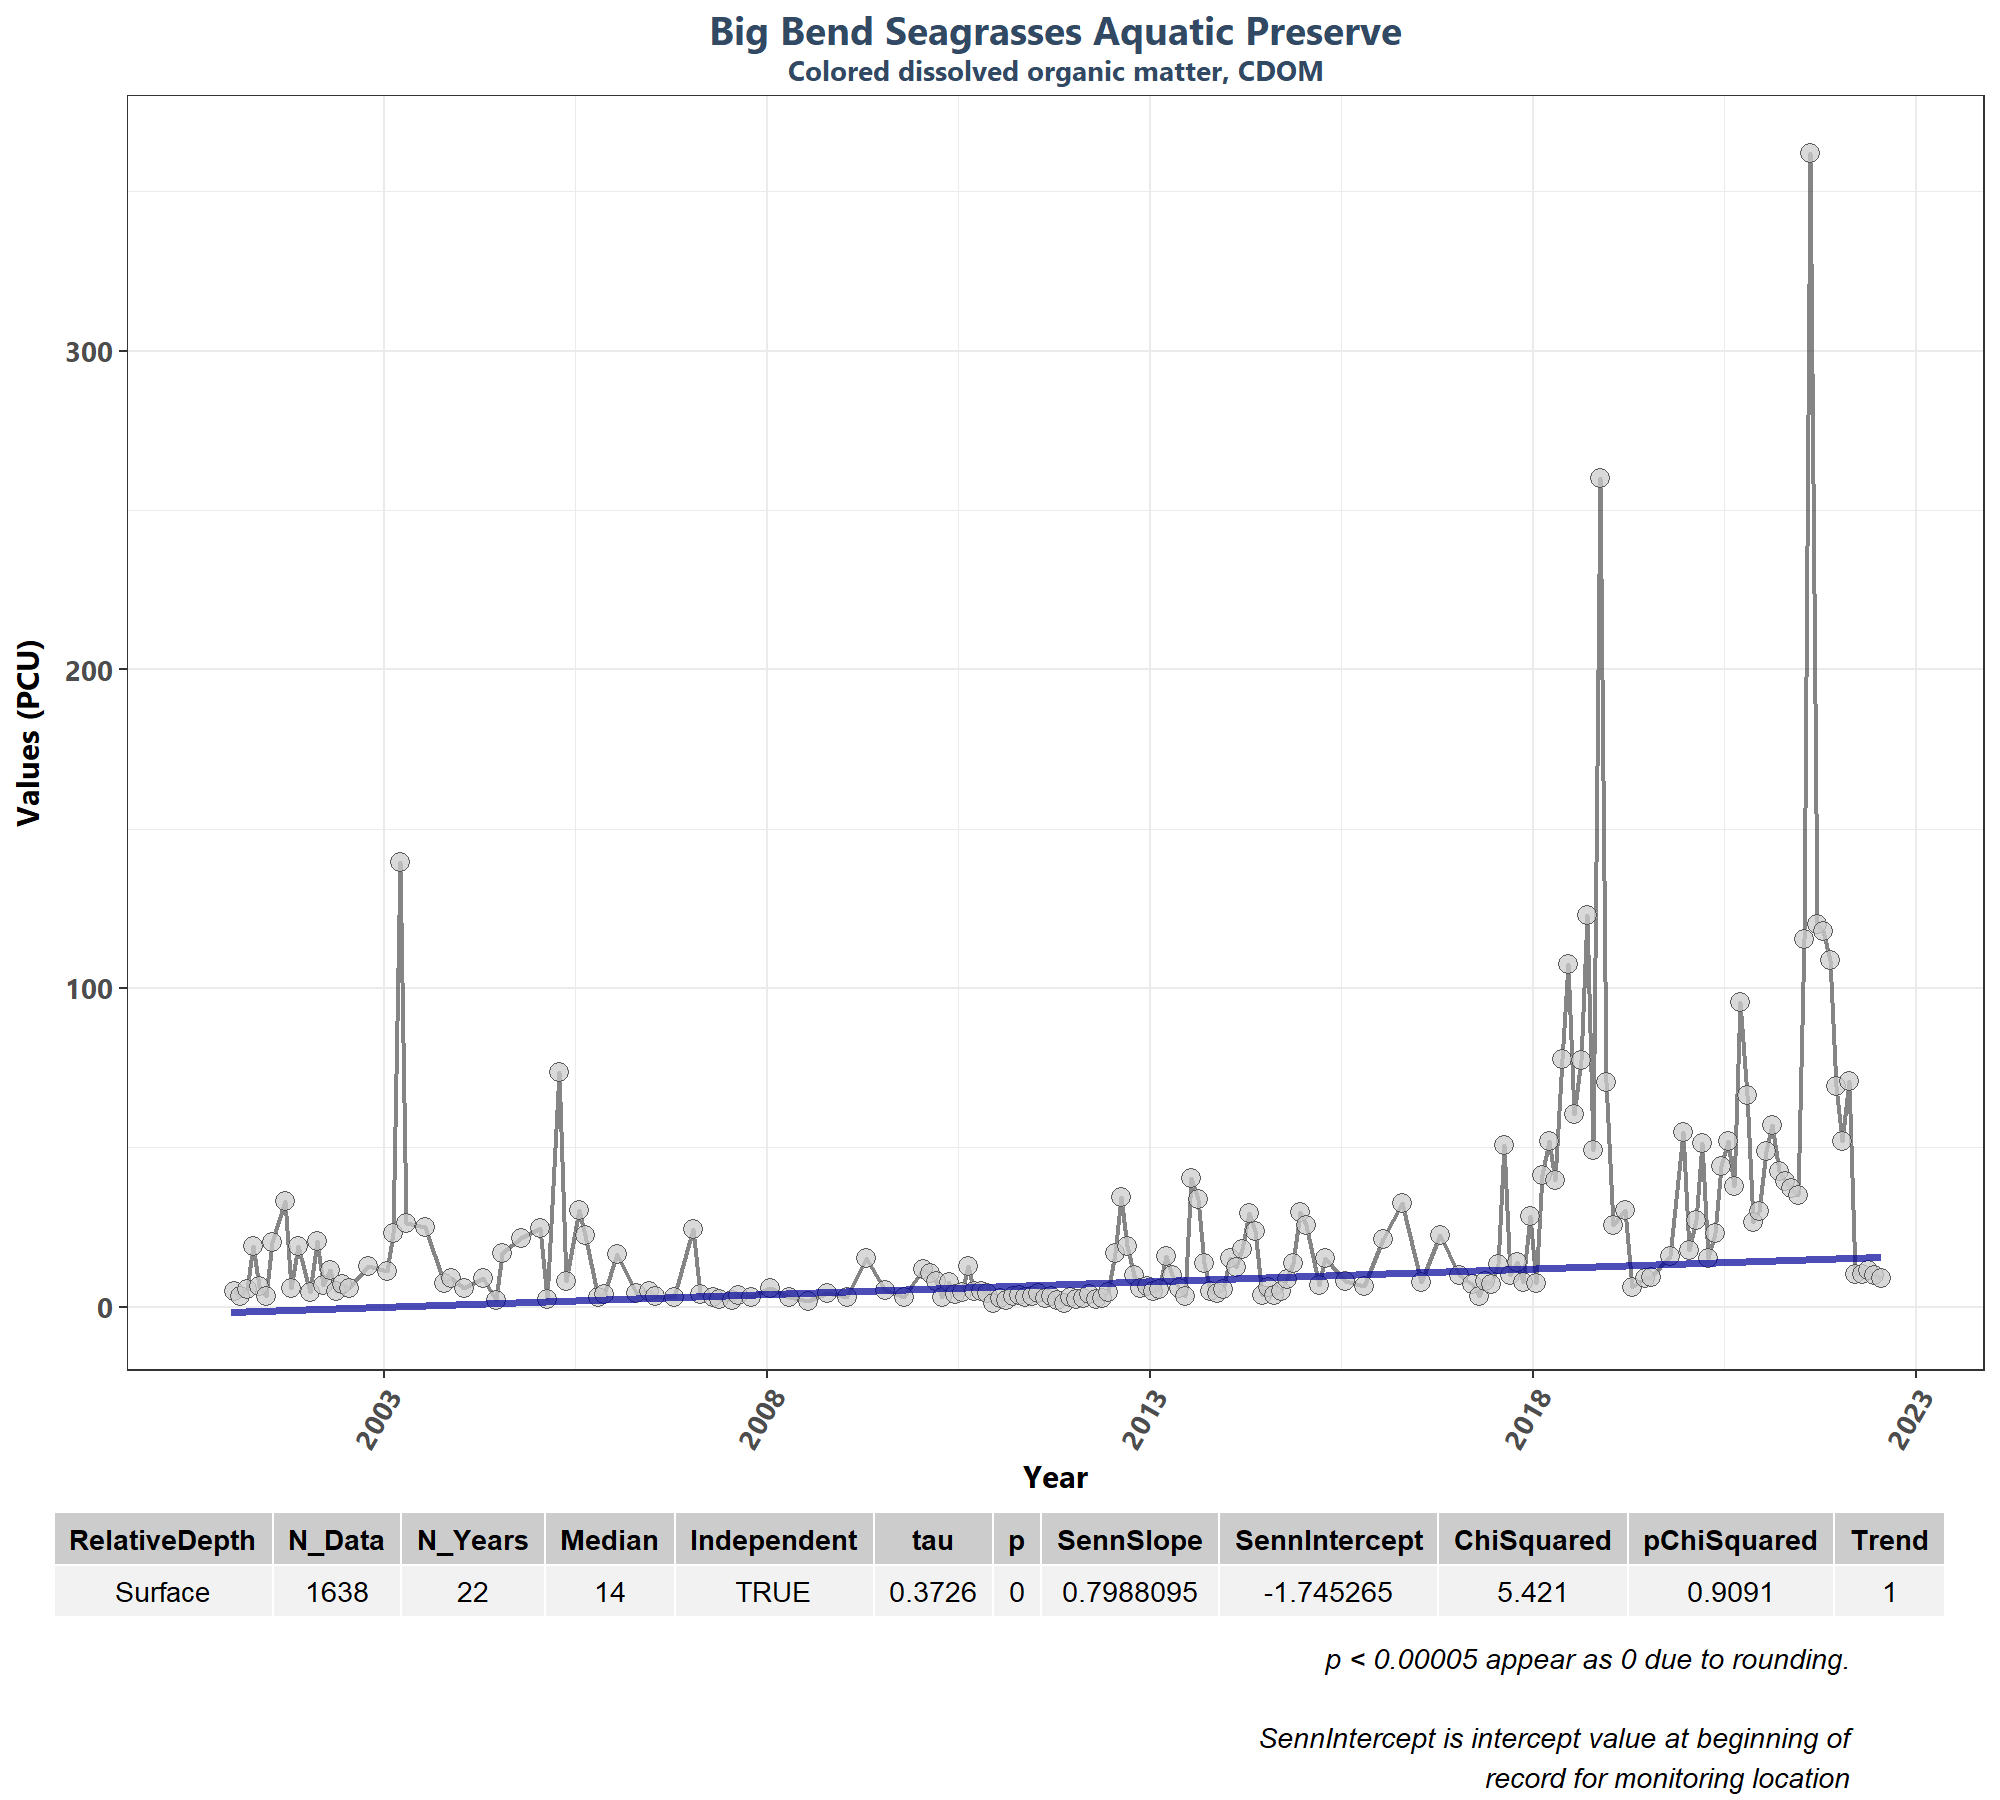 Big Bend Seagrasses Aquatic Preserve
Colored dissolved organic matter, CDOM
Values (PCU)
300
200
100
0
2003
2008
2013
2018
2023
Year
RelativeDepth N_Data N_Years Median Independent tau p SennSlope SennIntercept ChiSquared pChiSquared Trend
Surface 1638 22 14 TRUE 0.3726 0 0.7988095 -1.745265 5.421 0.9091 1
p < 0.00005 appear as 0 due to rounding.
SennIntercept is intercept value at beginning of
record for monitoring location